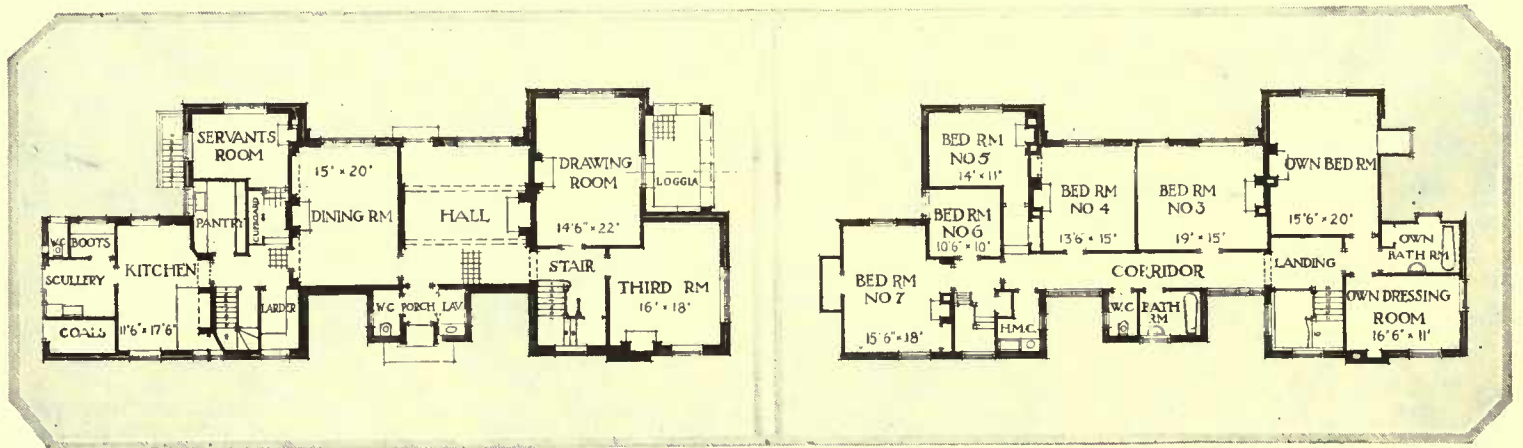 SERVANTS
ROOM
15' × 20'
DRAWING
ROOM
LOGGIA
PANTRY
CUPBOARD
DINING RM
HALL
14'6" × 22'
W.C
BOOTS
KITCHEN
STAIR
SCULLERY
LARDER
THIRD RM
16' × 18'
W.C
PORCH
LAV
COALS
11'6" × 17'6"
BED RM
NO 5
14' × 11'
BED RM
NO 4
13'6" × 15'
BED RM
NO 3
19' × 15'
OWN BED RM
15'6" × 20'
BED RM
NO 6
10'6" × 10'
OWN
BATH RM
CORRIDOR
LANDING
BED RM
NO 7
15'6" × 18'
OWN DRESSING
ROOM
16'6" × 11'
W.C
BATH
RM
H.M.C.